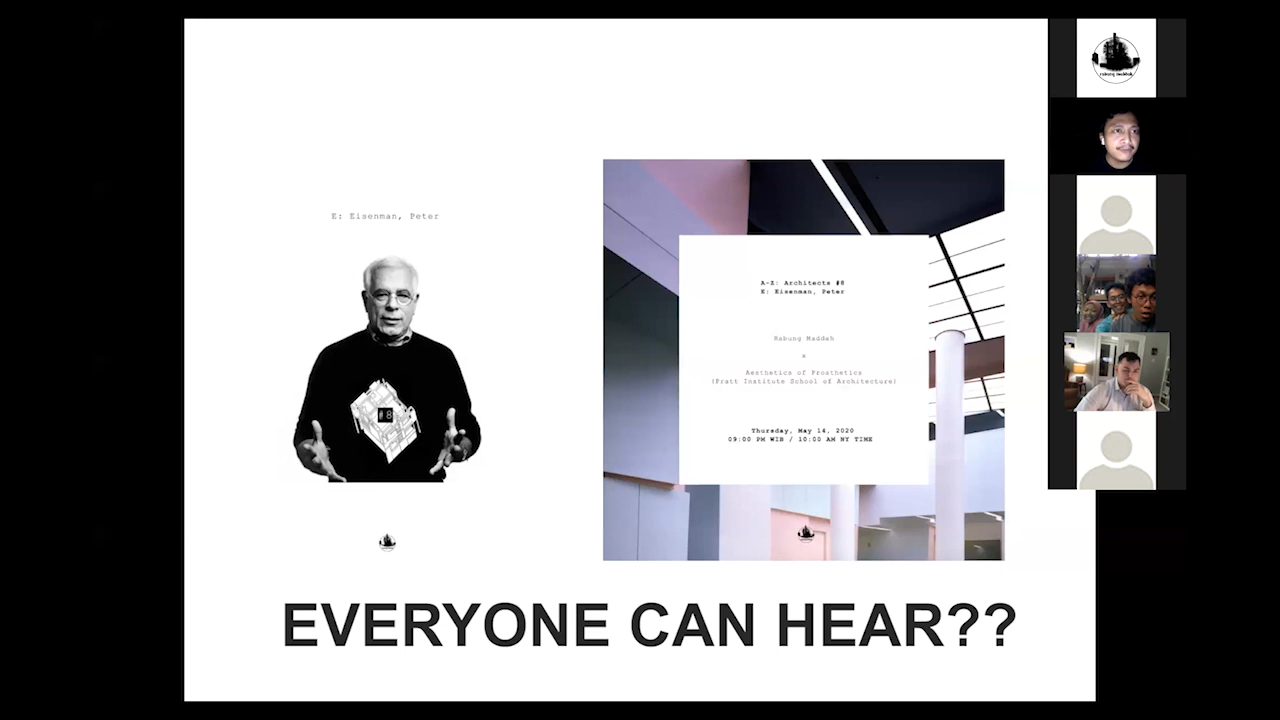 E: Eisenman, Peter
#8
A-Z: Architects #8
E: Eisenman, Peter
Rabung Maddah
x
Aesthetics of Prosthetics
(Pratt Institute School of Architecture)
Thursday, May 14, 2020
09:00 PM WIB / 10:00 AM NY TIME
EVERYONE CAN HEAR??